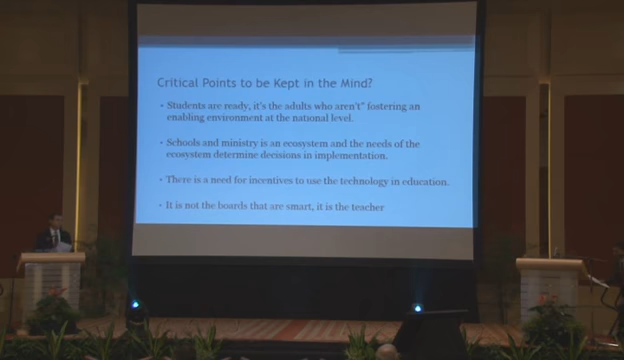 Critical Points to be Kept in the Mind?
• Students are ready, it's the adults who aren't" fostering an
enabling environment at the national level.
• Schools and ministry is an ecosystem and the needs of the
ecosystem determine decisions in implementation.
• There is a need for incentives to use the technology in education.
• It is not the boards that are smart, it is the teacher